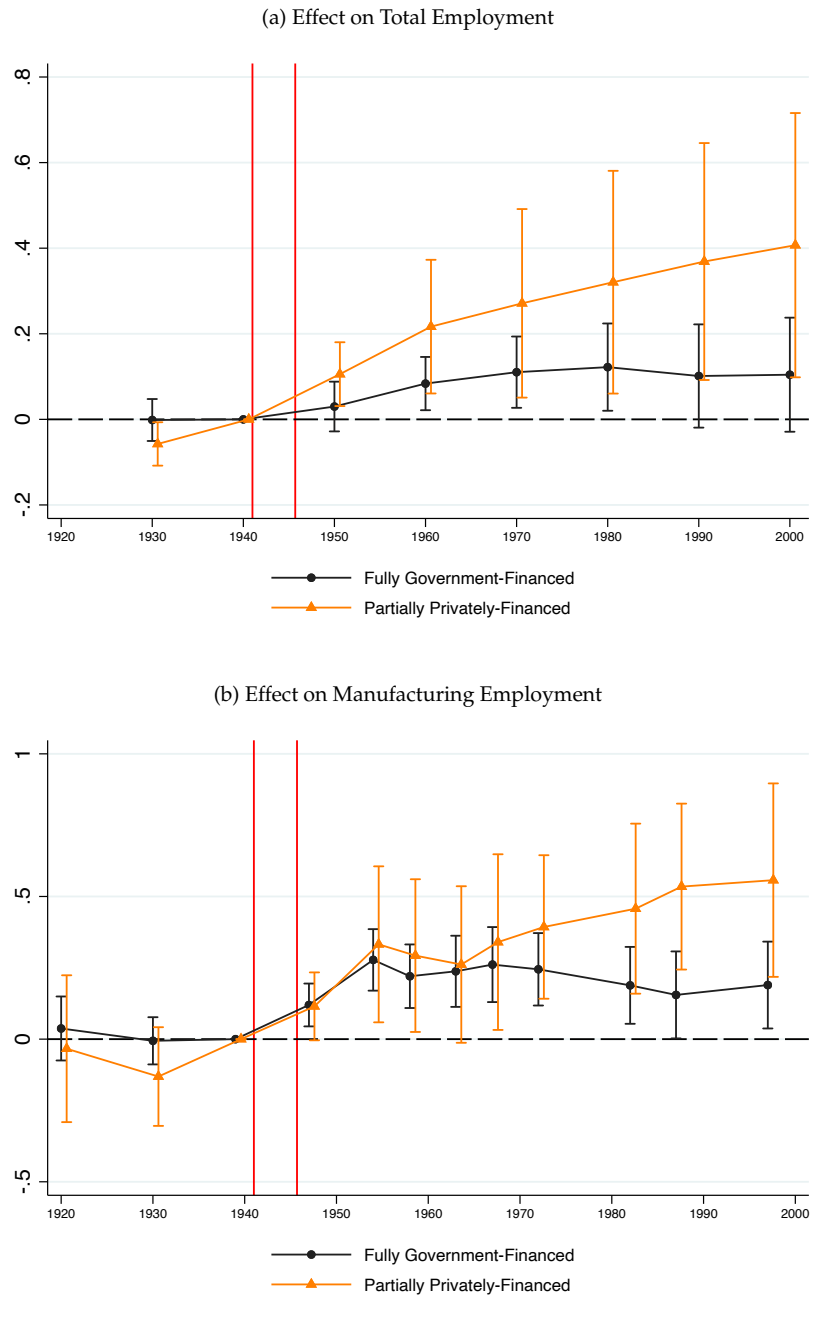 (a) Effect on Total Employment
.8
.6
.4
.2
0
-.2
1920 1930 1940 1950 1960 1970 1980 1990 2000
Fully Government-Financed
Partially Privately-Financed
(b) Effect on Manufacturing Employment
1
.5
0
-.5
1920 1930 1940 1950 1960 1970 1980 1990 2000
Fully Government-Financed
Partially Privately-Financed